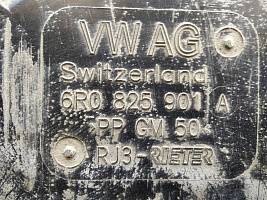 VW AG
Switzerland
6R0 825 901 A
>PP GM 50<
RJ3-RIETER